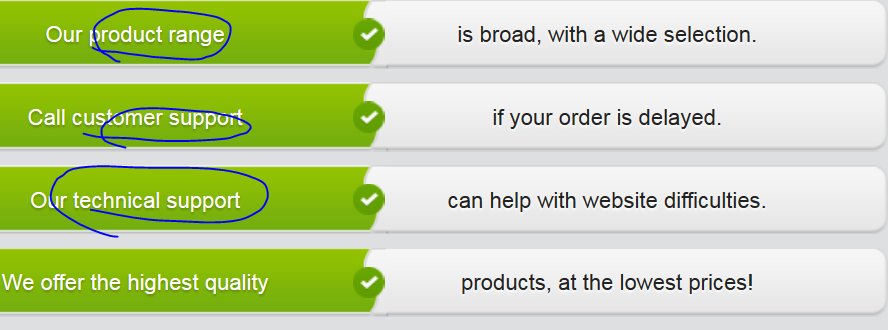 Our product range is broad, with a wide selection.
Call customer support if your order is delayed.
Our technical support can help with website difficulties.
We offer the highest quality products, at the lowest prices!